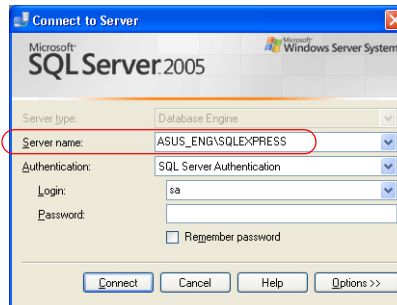 Connect to Server
Microsoft
SQL Server 2005
Microsoft
Windows Server System
Server type: Database Engine
Server name: ASUS_ENG\SQLEXPRESS
Authentication: SQL Server Authentication
Login: sa
Password:
Remember password
Connect Cancel Help Options >>